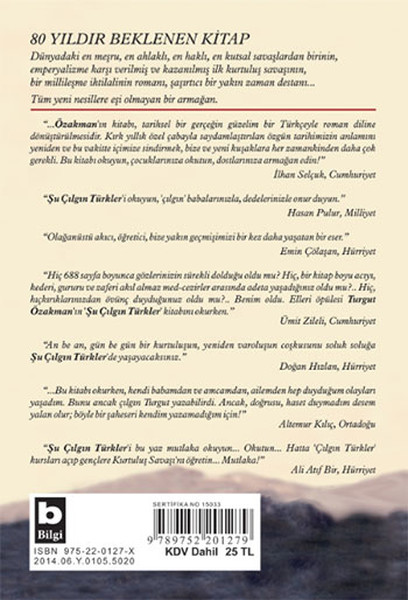 80 YILDIR BEKLENEN KİTAP
Dünyadaki en meşru, en ahlaklı, en haklı, en kutsal savaşlardan birinin,
emperyalizme karşı verilmiş ve kazanılmış ilk kurtuluş savaşının,
bir millileşme ihtilalinin romanı, şaşırtıcı bir yakın zaman destanı...
Tüm yeni nesillere eşi olmayan bir armağan.
“...Özakman'ın kitabı, tarihsel bir gerçeğin güzelim bir Türkçeyle roman diline
dönüştürülmesidir. Kırk yıllık özel çabayla saydamlaştırılan özgün tarihimizin anlamını
yeniden ve bu vakitte içimize sindirmek, bize ve yeni kuşaklara her zamankinden daha çok
gerekli. Bu kitabı okuyun, çocuklarınıza okutun, dostlarınıza armağan edin!”
İlhan Selçuk, Cumhuriyet
“Şu Çılgın Türkler'i okuyun, 'çılgın' babalarınızla, dedelerinizle onur duyun.”
Hasan Pulur, Milliyet
“Olağanüstü akıcı, öğretici, bize yakın geçmişimizi bir kez daha yaşatan bir eser.”
Emin Çölaşan, Hürriyet
“Hiç 688 sayfa boyunca gözlerinizin sürekli dolduğu oldu mu? Hiç, bir kitap boyu acıyı,
kederi, gururu ve zaferi akıl almaz med-cezirler arasında adeta yaşadığınız oldu mu?.. Hiç,
hıçkırıklarınızdan övünç duyduğunuz oldu mu?.. Benim oldu. Elleri öpülesi Turgut
Özakman'ın 'Şu Çılgın Türkler' kitabını okurken.”
Ümit Zileli, Cumhuriyet
“An be an, gün be gün bir kurtuluşun, yeniden varoluşun coşkusunu soluk soluğa
Şu Çılgın Türkler'de yaşayacaksınız.”
Doğan Hızlan, Hürriyet
“...Bu kitabı okurken, kendi babamdan ve amcamdan, ailemden hep duyduğum olayları
yaşadım. Bunu ancak çılgın Turgut yazabilirdi. Ancak, doğrusu, haset duymadım desem
yalan olur; böyle bir şaheseri kendim yazamadığım için!”
Altemur Kılıç, Ortadoğu
“Şu Çılgın Türkler'i bu yaz mutlaka okuyun... Okutun... Hatta 'Çılgın Türkler'
kursları açıp gençlere Kurtuluş Savaşı'nı öğretin... Mutlaka!”
Ali Atıf Bir, Hürriyet
b
Bilgi
SERTİFİKA NO 15033
9 789752 201279
ISBN 975-22-0127-X
2014.06.Y.0105.5020
KDV Dahil 25 TL